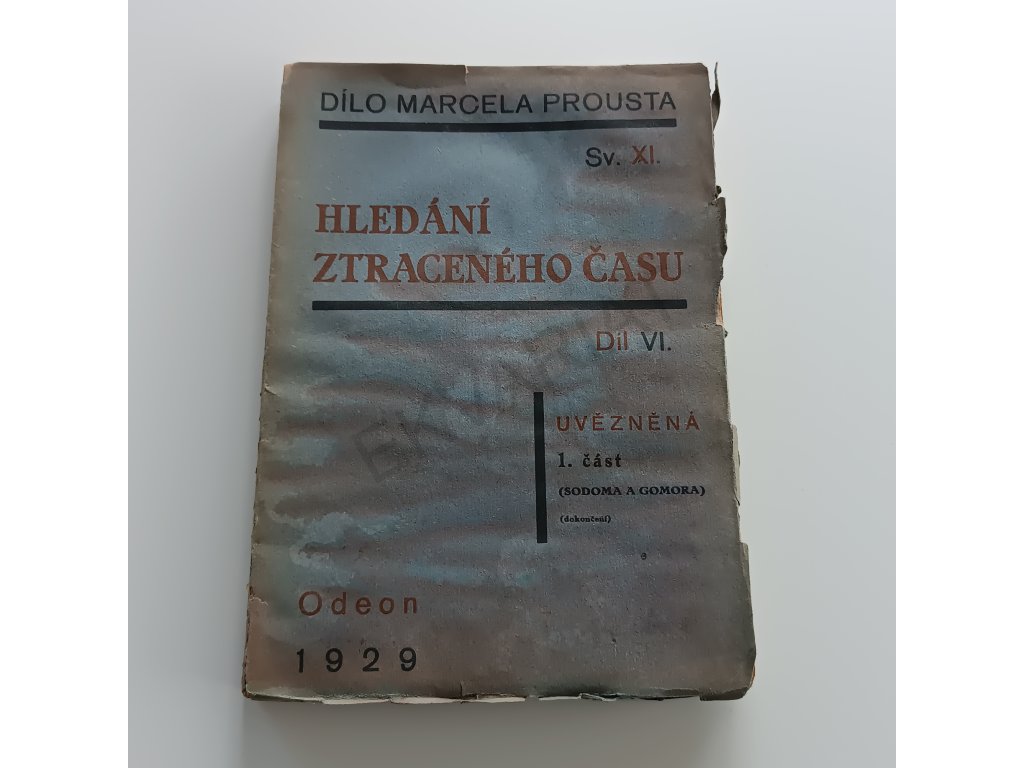 DÍLO MARCELA PROUSTA
Sv. XI.
HLEDÁNÍ
ZTRACENÉHO ČASU
Díl VI.
UVĚZNĚNÁ
1. část
(SODOMA A GOMORA)
(dokončení)
Odeon
1929